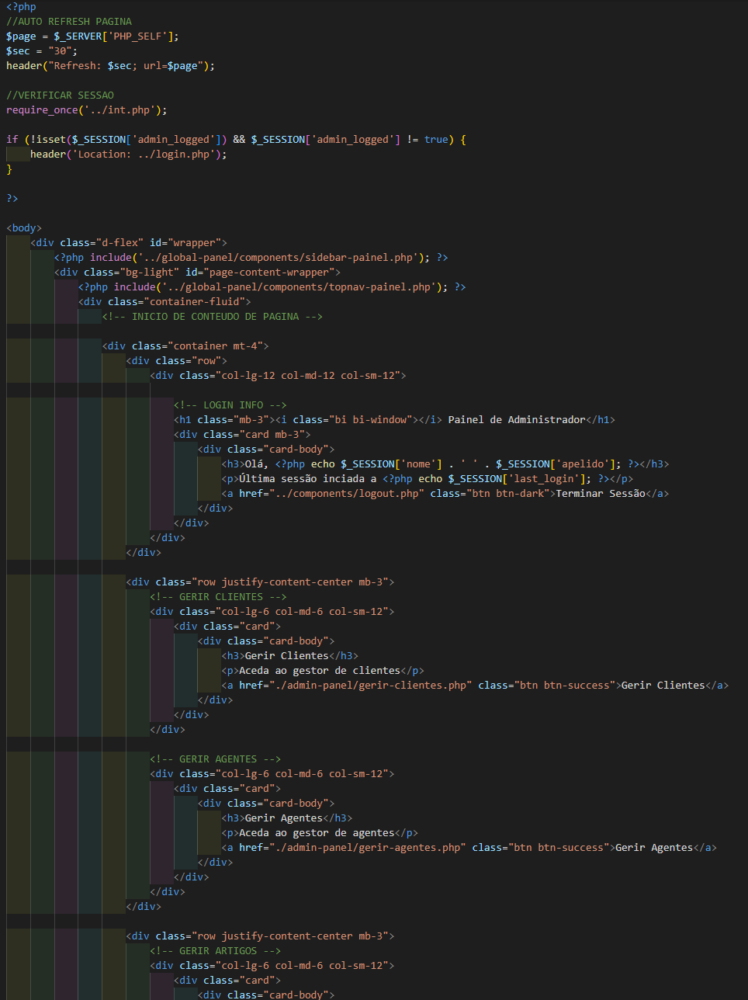 <?php
//AUTO REFRESH PAGINA
$page = $_SERVER['PHP_SELF'];
$sec = "30";
header("Refresh: $sec; url=$page");
//VERIFICAR SESSAO
require_once('../int.php');
if (!isset($_SESSION['admin_logged']) && $_SESSION['admin_logged'] != true) {
header('Location: ../login.php');
}
?>
<body>
<div class="d-flex" id="wrapper">
<?php include('../global-panel/components/sidebar-painel.php'); ?>
<div class="bg-light" id="page-content-wrapper">
<?php include('../global-panel/components/topnav-painel.php'); ?>
<div class="container-fluid">
<!-- INICIO DE CONTEUDO DE PAGINA -->
<div class="container mt-4">
<div class="row">
<div class="col-lg-12 col-md-12 col-sm-12">
<!-- LOGIN INFO -->
<h1 class="mb-3"><i class="bi bi-window"></i> Painel de Administrador</h1>
<div class="card mb-3">
<div class="card-body">
<h3>Olá, <?php echo $_SESSION['nome'] . ' ' . $_SESSION['apelido']; ?></h3>
<p>Última sessão inciada a <?php echo $_SESSION['last_login']; ?></p>
<a href="../components/logout.php" class="btn btn-dark">Terminar Sessão</a>
</div>
</div>
</div>
</div>
<div class="row justify-content-center mb-3">
<!-- GERIR CLIENTES -->
<div class="col-lg-6 col-md-6 col-sm-12">
<div class="card">
<div class="card-body">
<h3>Gerir Clientes</h3>
<p>Aceda ao gestor de clientes</p>
<a href="./admin-panel/gerir-clientes.php" class="btn btn-success">Gerir Clientes</a>
</div>
</div>
</div>
<!-- GERIR AGENTES -->
<div class="col-lg-6 col-md-6 col-sm-12">
<div class="card">
<div class="card-body">
<h3>Gerir Agentes</h3>
<p>Aceda ao gestor de agentes</p>
<a href="./admin-panel/gerir-agentes.php" class="btn btn-success">Gerir Agentes</a>
</div>
</div>
</div>
</div>
<div class="row justify-content-center mb-3">
<!-- GERIR ARTIGOS -->
<div class="col-lg-6 col-md-6 col-sm-12">
<div class="card">
<div class="card-body">